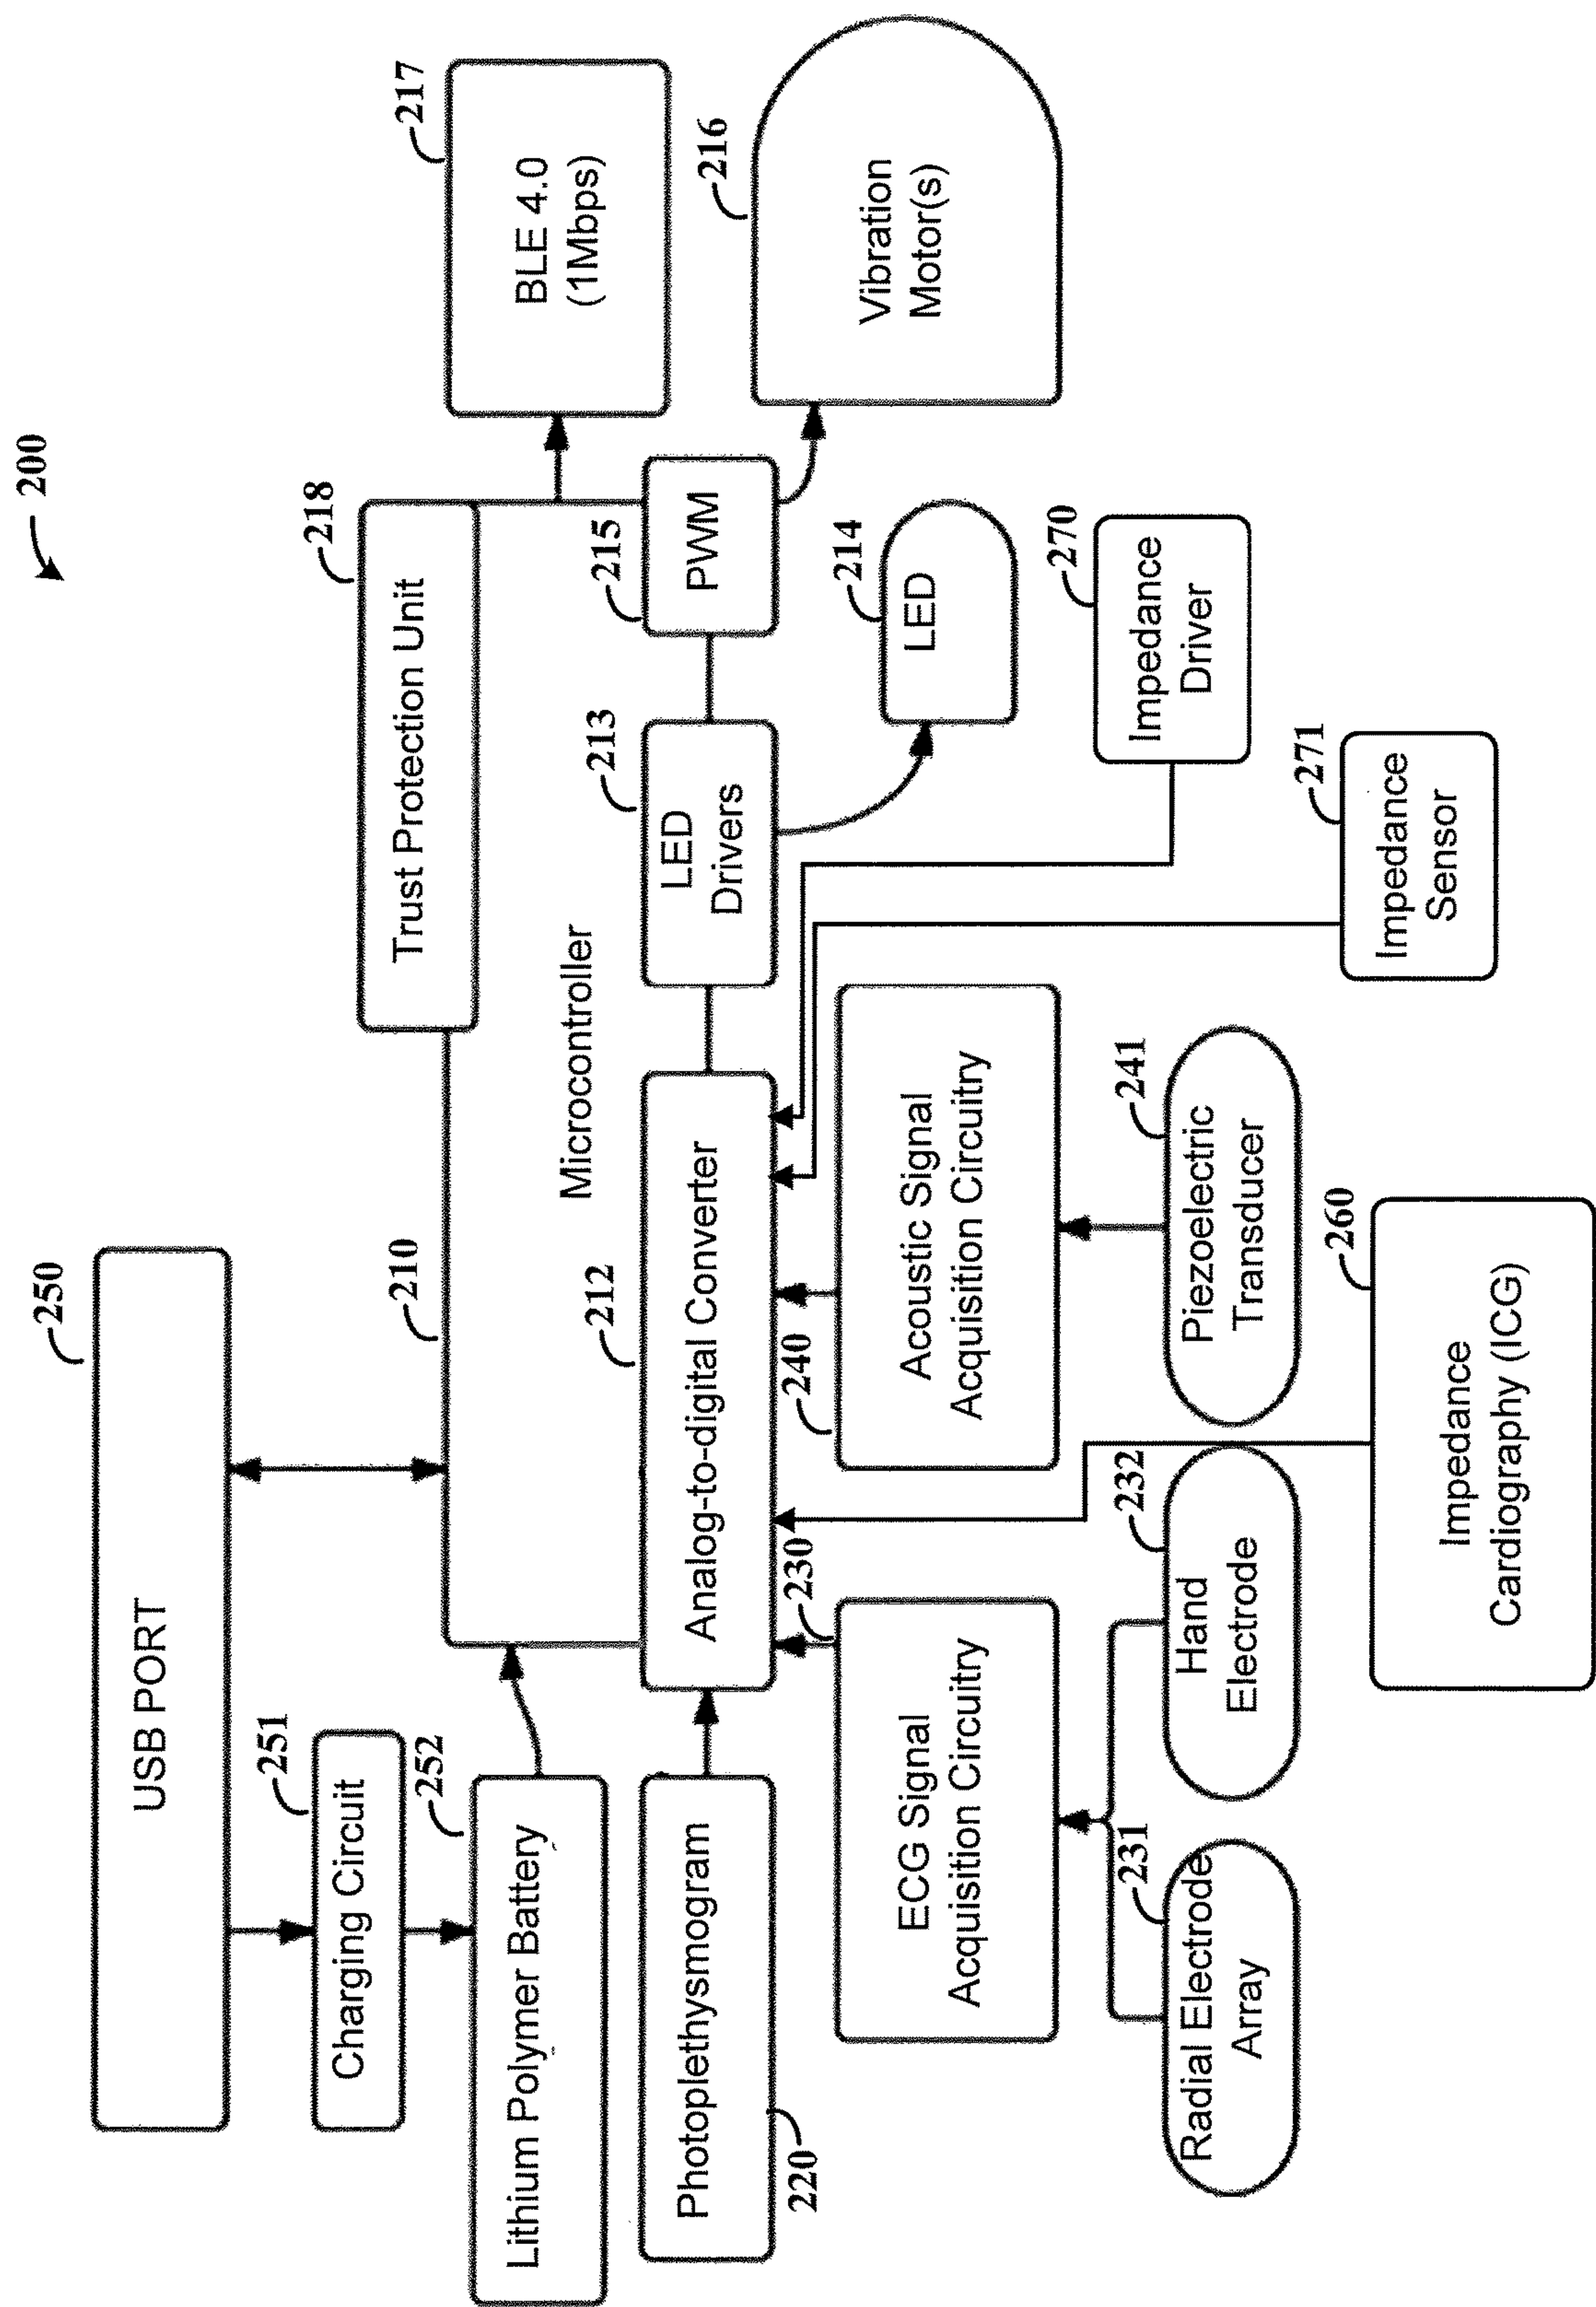 200
250
USB PORT
251
Charging Circuit
252
Lithium Polymer Battery
210
218
Trust Protection Unit
217
BLE 4.0
(1Mbps)
Microcontroller
220
Photoplethysmogram
212
Analog-to-digital Converter
213
LED
Drivers
215
PWM
216
Vibration
Motor(s)
214
LED
230
ECG Signal
Acquisition Circuitry
240
Acoustic Signal
Acquisition Circuitry
270
Impedance
Driver
271
Impedance
Sensor
231
Radial Electrode
Array
232
Hand
Electrode
241
Piezoelectric
Transducer
260
Impedance
Cardiography (ICG)